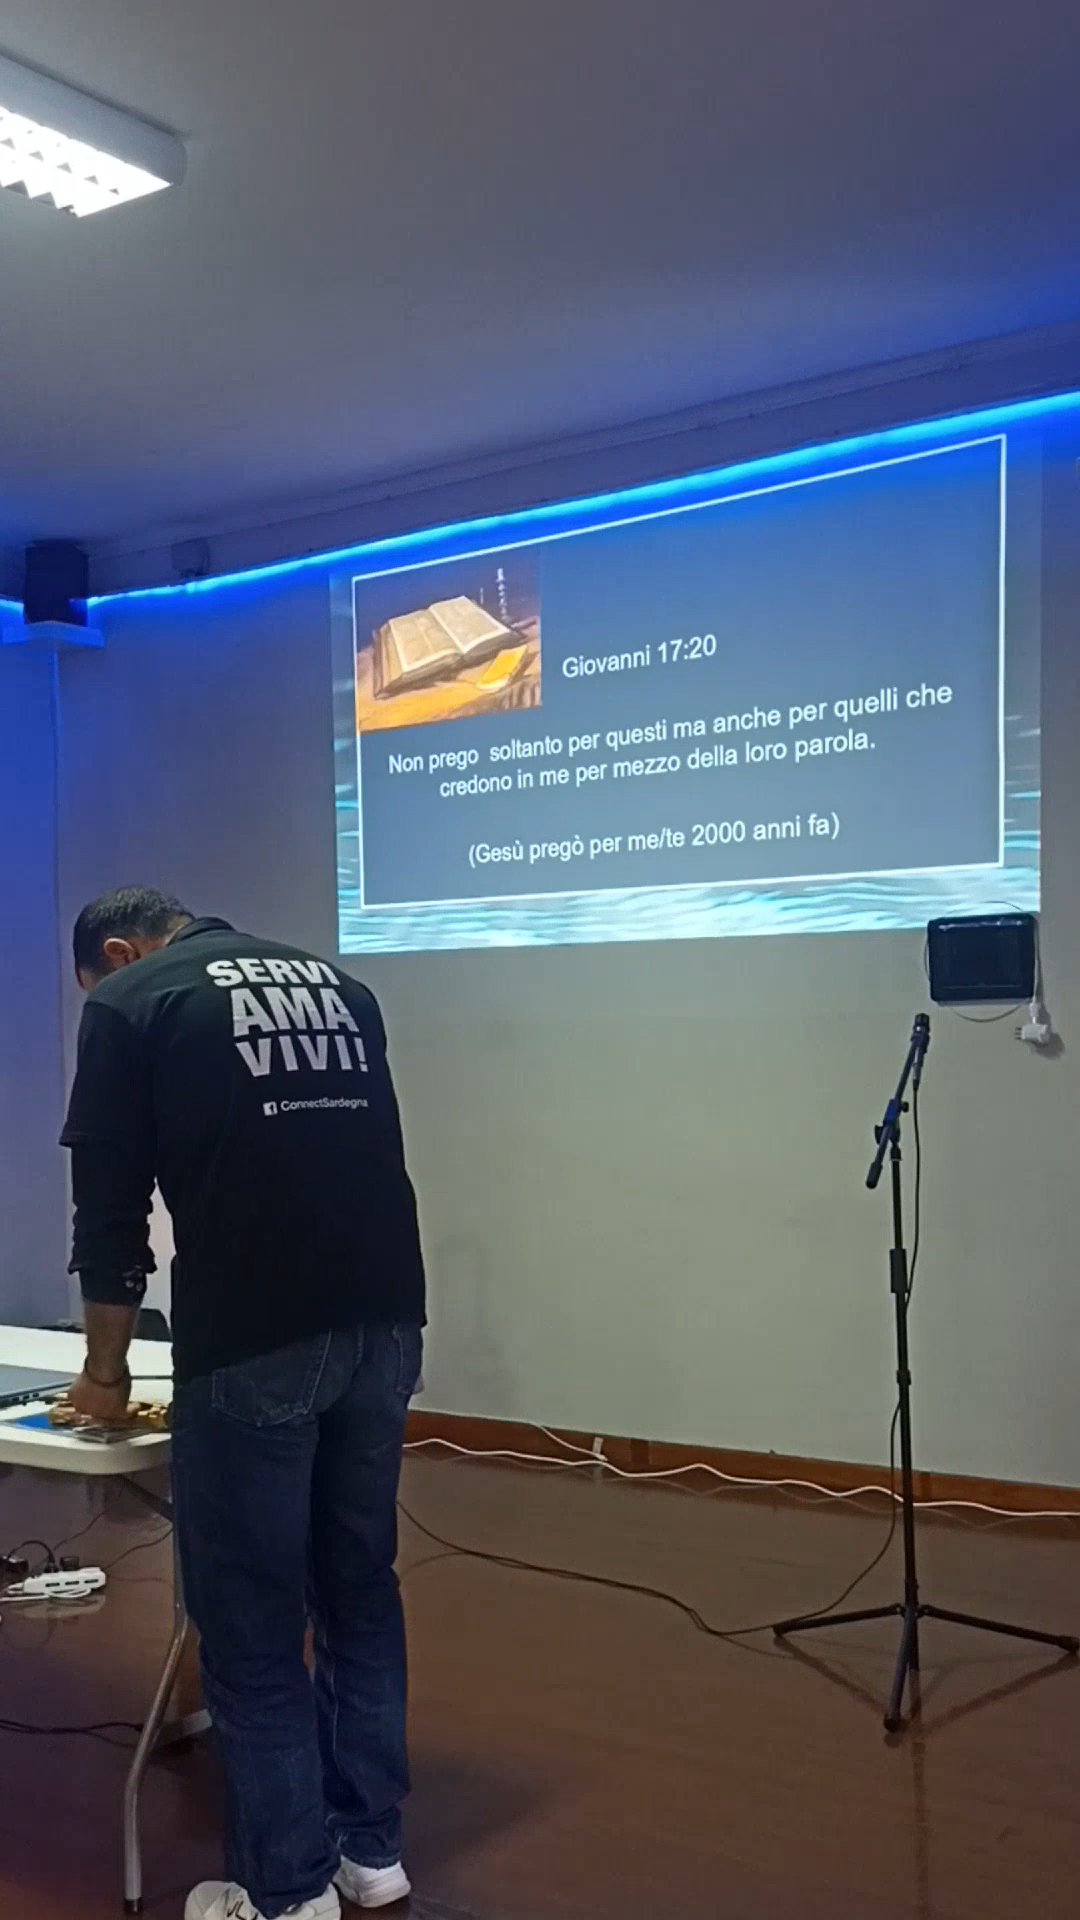 Giovanni 17:20
Non prego soltanto per questi ma anche per quelli che
credono in me per mezzo della loro parola.
(Gesù pregò per me/te 2000 anni fa)
SERVI
AMA
VIVI!
ConnectSardegna